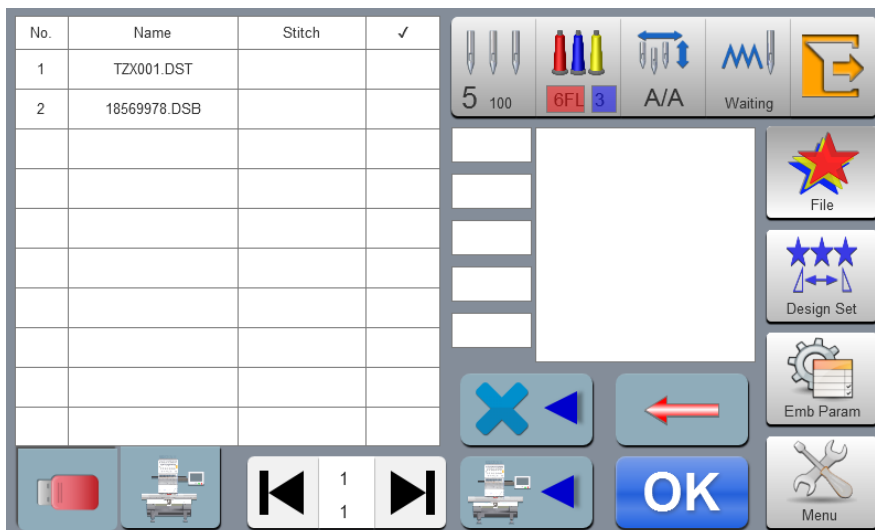 No. Name Stitch ✓
1 TZX001.DST
2 18569978.DSB
5 100 6FL 3 A/A Waiting
File
Design Set
Emb Param
1
1
OK
Menu